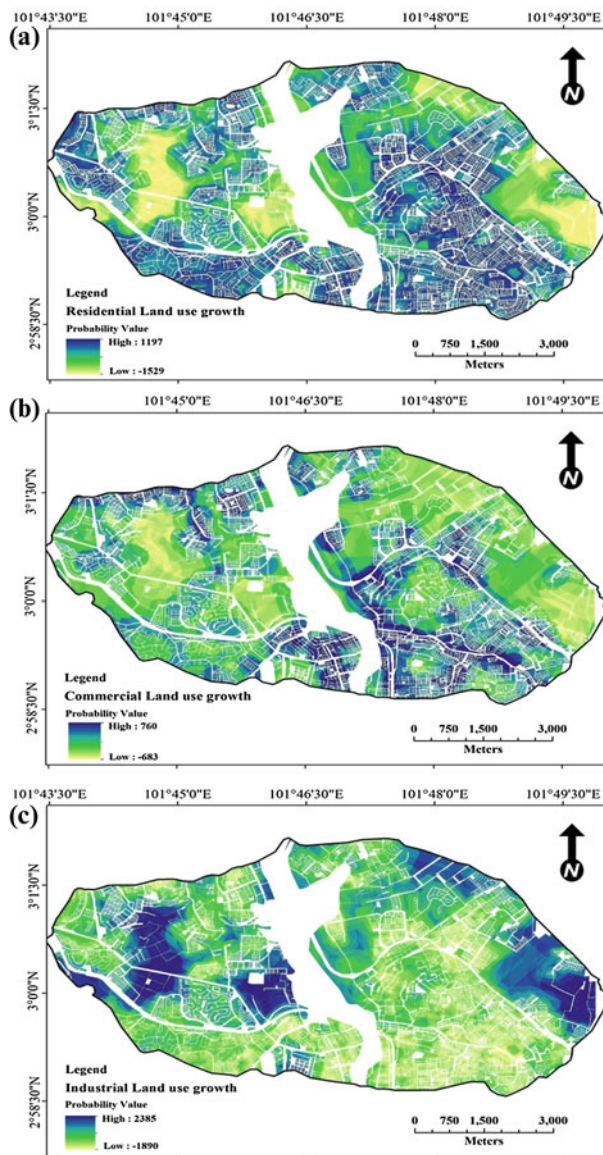 101°43'30"E 101°45'0"E 101°46'30"E 101°48'0"E 101°49'30"E
(a)
3°1'30"N
3°0'0"N
2°58'30"N
N
Legend
Residential Land use growth
Probability Value
High : 1197
Low : -1529
0 750 1,500 3,000
Meters
101°45'0"E 101°46'30"E 101°48'0"E 101°49'30"E
(b)
3°1'30"N
3°0'0"N
2°58'30"N
N
Legend
Commercial Land use growth
Probability Value
High : 760
Low : -683
0 750 1,500 3,000
Meters
101°43'30"E 101°45'0"E 101°46'30"E 101°48'0"E 101°49'30"E
(c)
3°1'30"N
3°0'0"N
2°58'30"N
N
Legend
Industrial Land use growth
Probability Value
High : 2385
Low : -1890
0 750 1,500 3,000
Meters